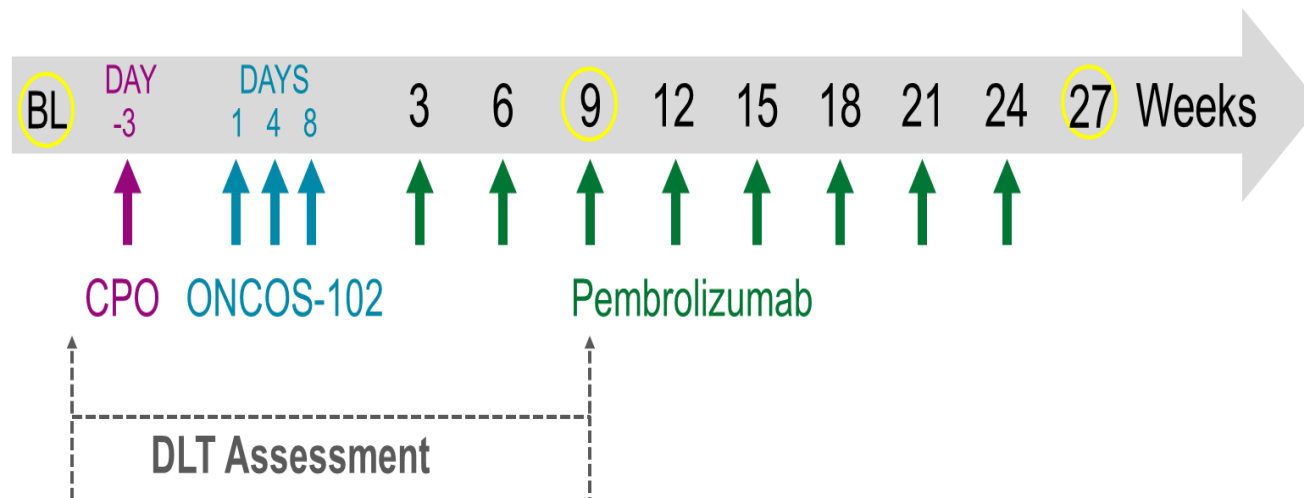 DAY DAYS
BL -3 1 4 8 3 6 9 12 15 18 21 24 27 Weeks
CPO ONCOS-102 Pembrolizumab
DLT Assessment